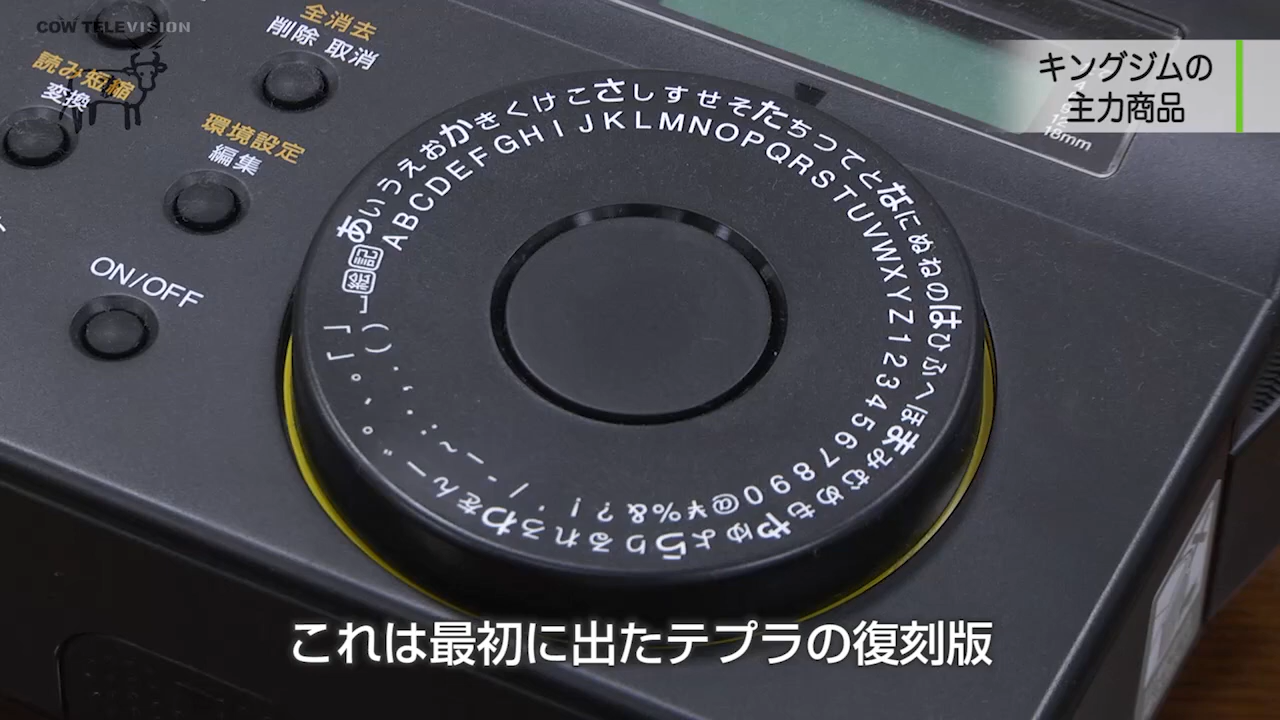 COW TELEVISION
全消去
削除 取消
読み短縮
変換
環境設定
編集
ON/OFF
キングジムの
主力商品
18mm
あいうえおかきくけこさしすせそたちつてとなにぬねのはひふへほまみむめもやゆよらりるれろわをん
ABCDEFGHIJKLMNOPQRSTUVWXYZ1234567890@¥%&?!
記
絵
これは最初に出たテプラの復刻版